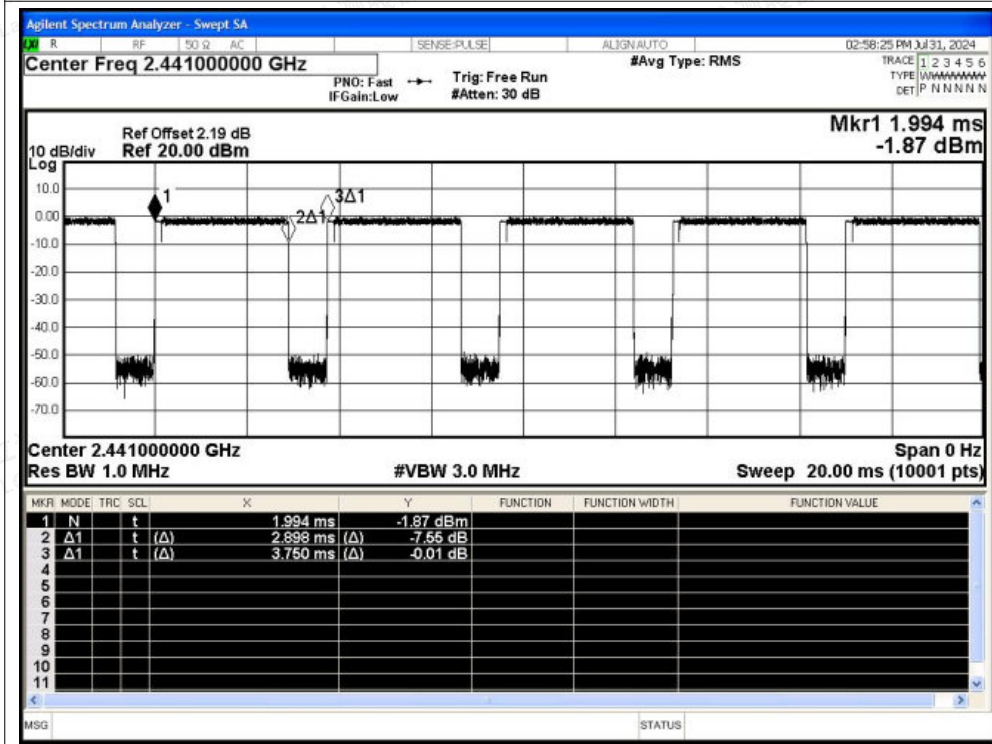 Agilent Spectrum Analyzer - Swept SA
LXI R RF 50 Ω AC SENSE:PULSE ALIGN AUTO 02:58:25 PM Jul 31, 2024
Center Freq 2.441000000 GHz #Avg Type: RMS TRACE 1 2 3 4 5 6
PNO: Fast Trig: Free Run TYPE WWWWWW
IFGain:Low #Atten: 30 dB DET P N N N N N
Mkr1 1.994 ms
Ref Offset 2.19 dB
10 dB/div Ref 20.00 dBm -1.87 dBm
Log
10.0
1 2Δ1 3Δ1
0.00
-10.0
-20.0
-30.0
-40.0
-50.0
-60.0
-70.0
Center 2.441000000 GHz Span 0 Hz
Res BW 1.0 MHz #VBW 3.0 MHz Sweep 20.00 ms (10001 pts)
MKR MODE TRC SCL X Y FUNCTION FUNCTION WIDTH FUNCTION VALUE
1 N t 1.994 ms -1.87 dBm
2 Δ1 t (Δ) 2.898 ms (Δ) -7.55 dB
3 Δ1 t (Δ) 3.750 ms (Δ) -0.01 dB
4
5
6
7
8
9
10
11
MSG STATUS